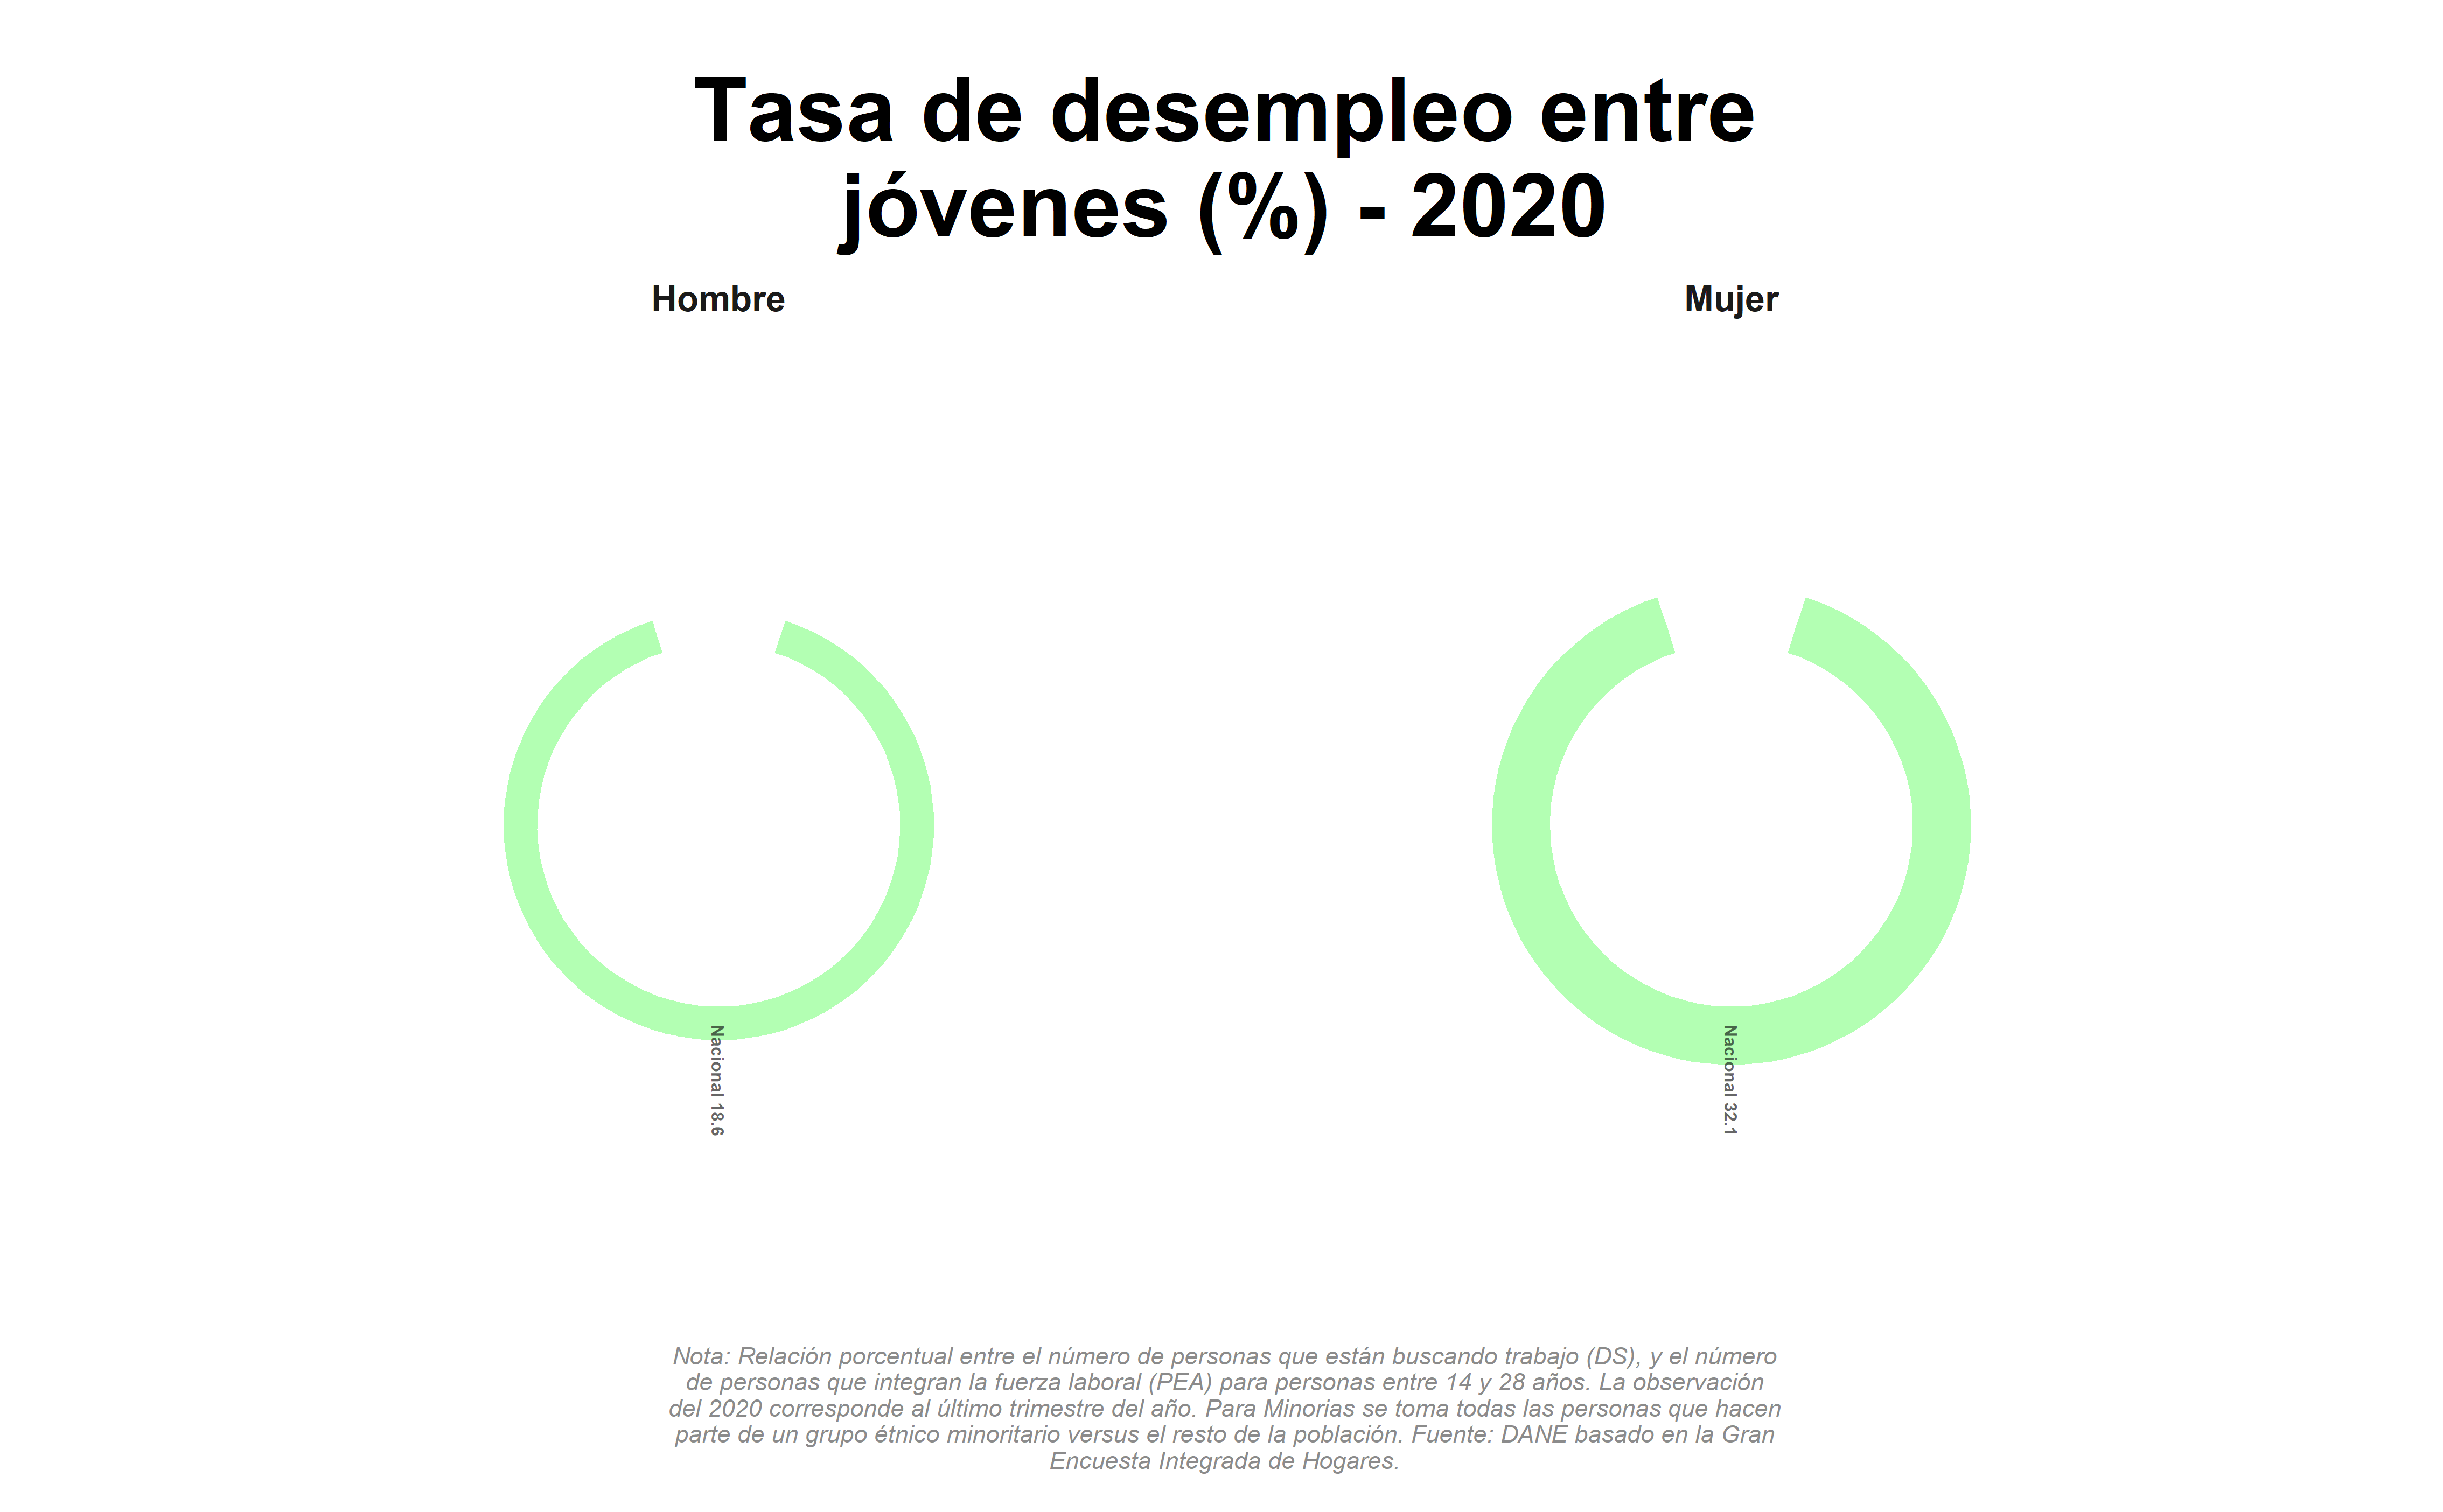 Tasa de desempleo entre
jóvenes (%) - 2020
Hombre
Mujer
Nacional 18.6
Nacional 32.1
Nota: Relación porcentual entre el número de personas que están buscando trabajo (DS), y el número
de personas que integran la fuerza laboral (PEA) para personas entre 14 y 28 años. La observación
del 2020 corresponde al último trimestre del año. Para Minorias se toma todas las personas que hacen
parte de un grupo étnico minoritario versus el resto de la población. Fuente: DANE basado en la Gran
Encuesta Integrada de Hogares.